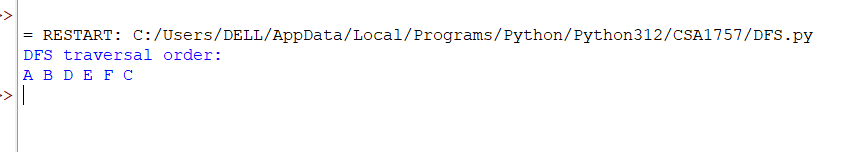 >
= RESTART: C:/Users/DELL/AppData/Local/Programs/Python/Python312/CSA1757/DFS.py
DFS traversal order:
A B D E F C
>